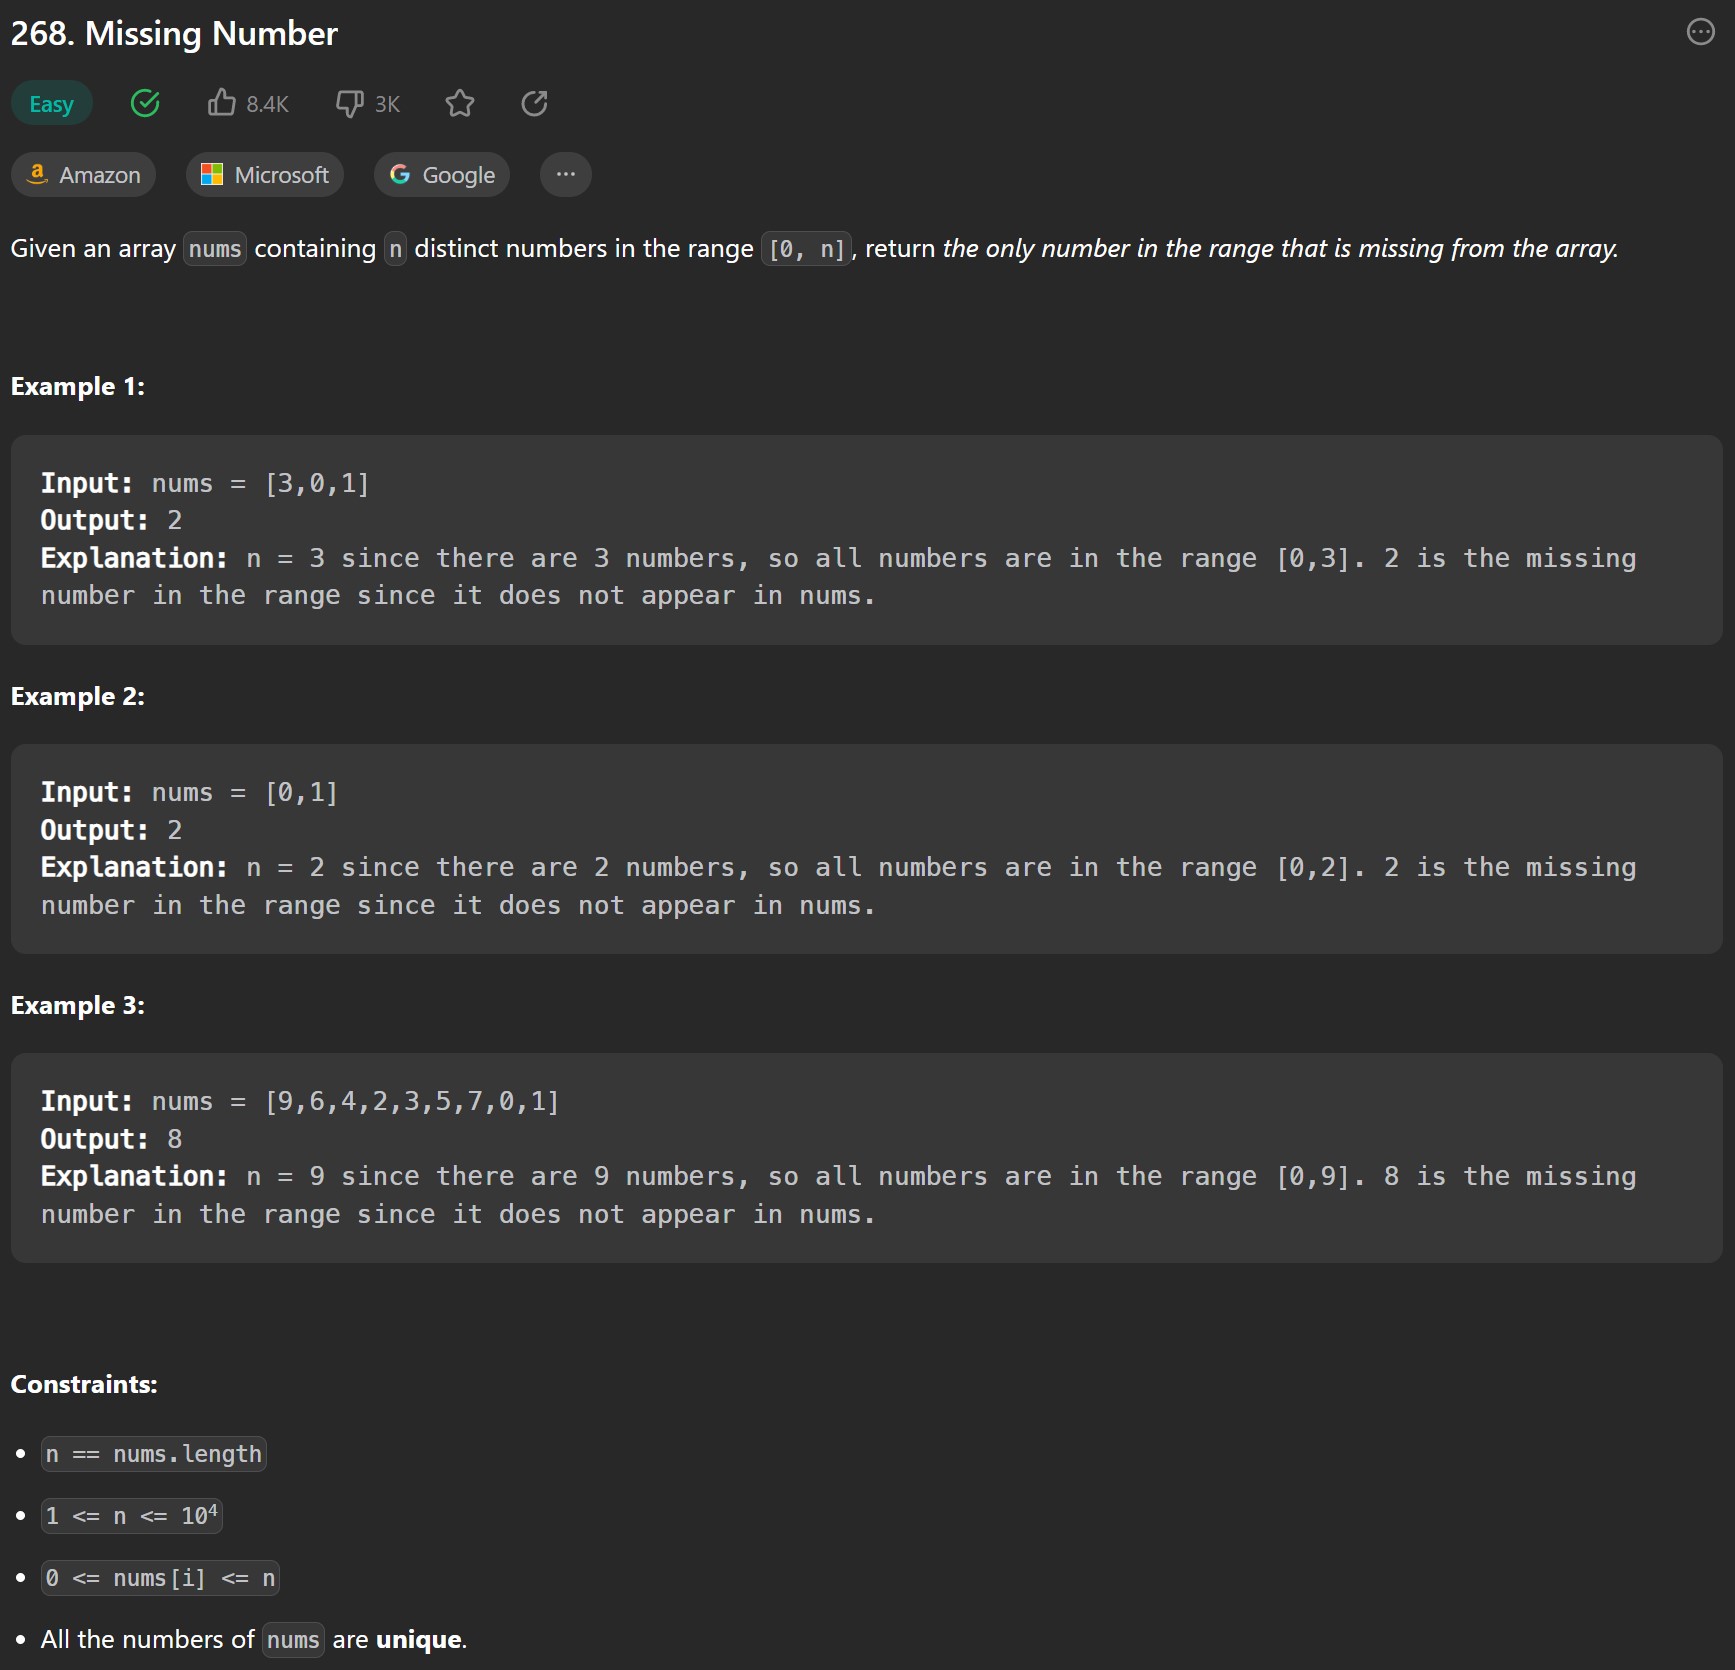 268. Missing Number
Easy 8.4K 3K
Amazon Microsoft Google
Given an array nums containing n distinct numbers in the range [0, n], return the only number in the range that is missing from the array.
Example 1:
Input: nums = [3,0,1]
Output: 2
Explanation: n = 3 since there are 3 numbers, so all numbers are in the range [0,3]. 2 is the missing
number in the range since it does not appear in nums.
Example 2:
Input: nums = [0,1]
Output: 2
Explanation: n = 2 since there are 2 numbers, so all numbers are in the range [0,2]. 2 is the missing
number in the range since it does not appear in nums.
Example 3:
Input: nums = [9,6,4,2,3,5,7,0,1]
Output: 8
Explanation: n = 9 since there are 9 numbers, so all numbers are in the range [0,9]. 8 is the missing
number in the range since it does not appear in nums.
Constraints:
• n == nums.length
• 1 <= n <= 10⁴
• 0 <= nums[i] <= n
• All the numbers of nums are unique.